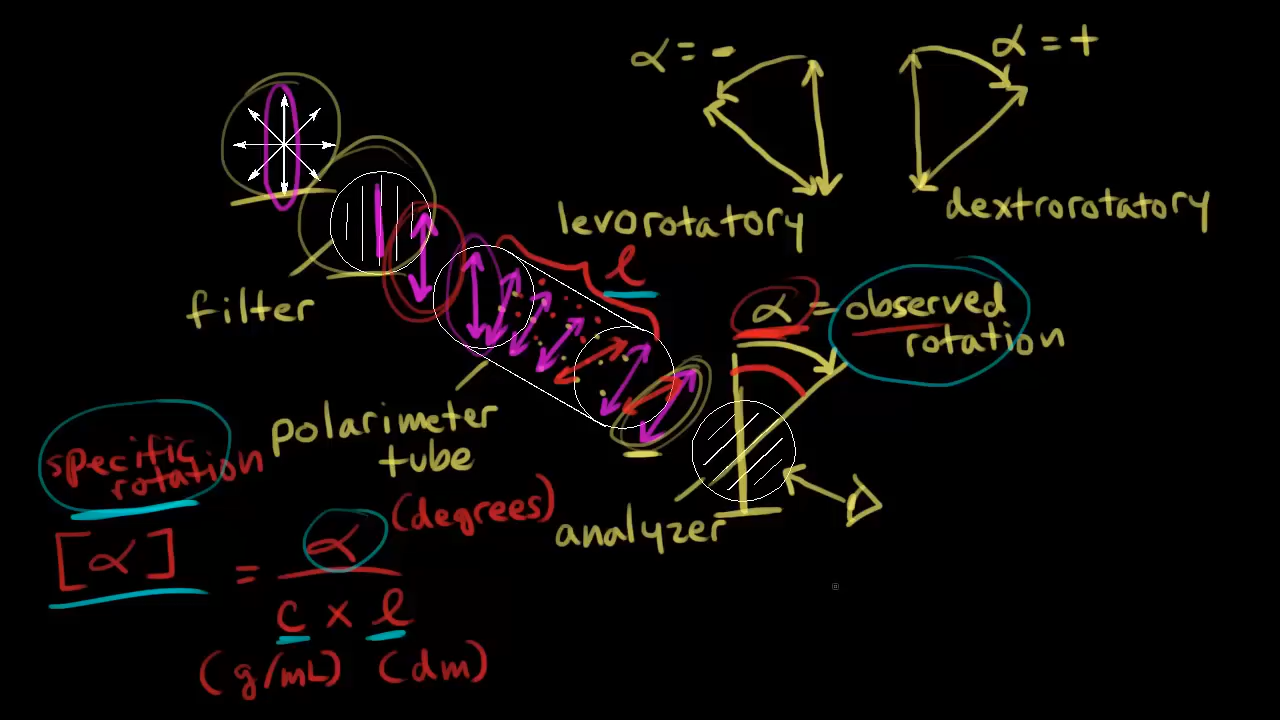 α = -
α = +
levorotatory
dextrorotatory
l
filter
α = observed
rotation
polarimeter
tube
specific
rotation
analyzer
[α] = α (degrees)
c x l
(g/mL) (dm)